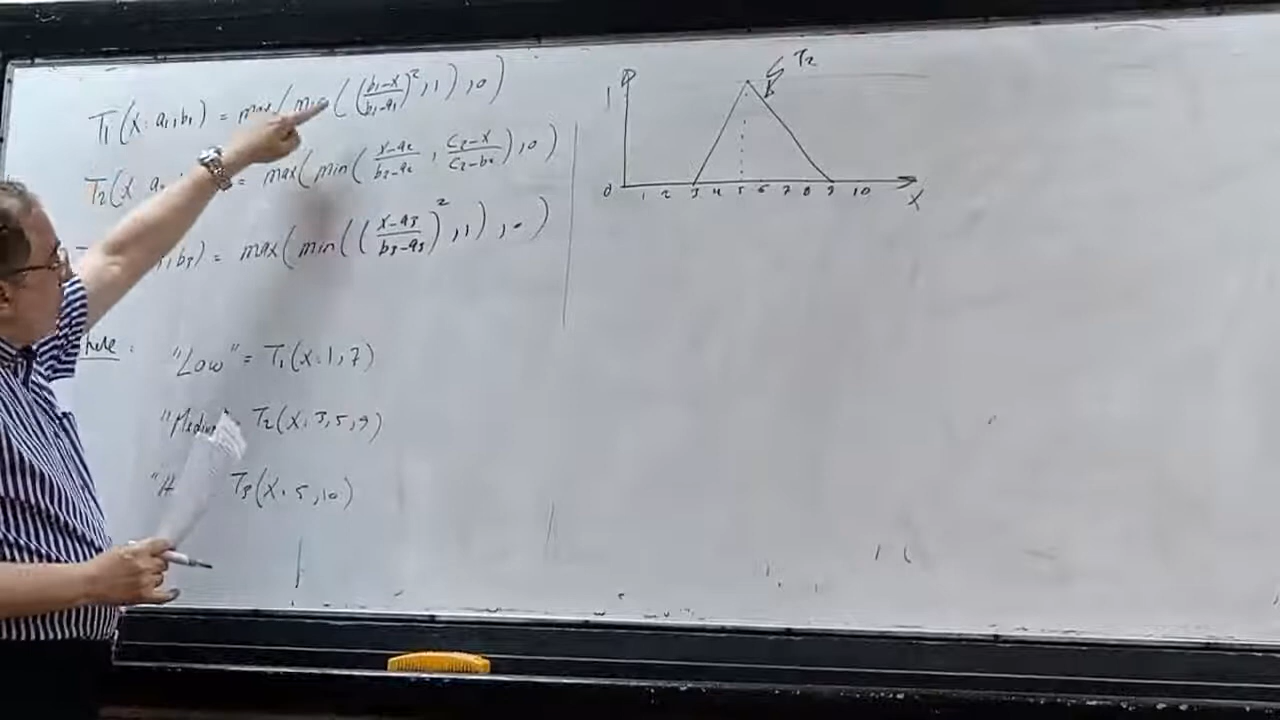 T₁(x: a₁,b₁) = max(min(((b₁-x)/(b₁-a₁))²,1),0)
T₂(x = max(min((x-a₂)/(b₂-a₂), (c₂-x)/(c₂-b₂)),0)
,b₃) = max(min(((x-a₃)/(b₃-a₃))²,1),0)
"Low" = T₁(x:1,7)
"Medium" T₂(x:3,5,9)
"H T₃(x:5,10)
T₂
1
0 1 2 3 4 5 6 7 8 9 10
x